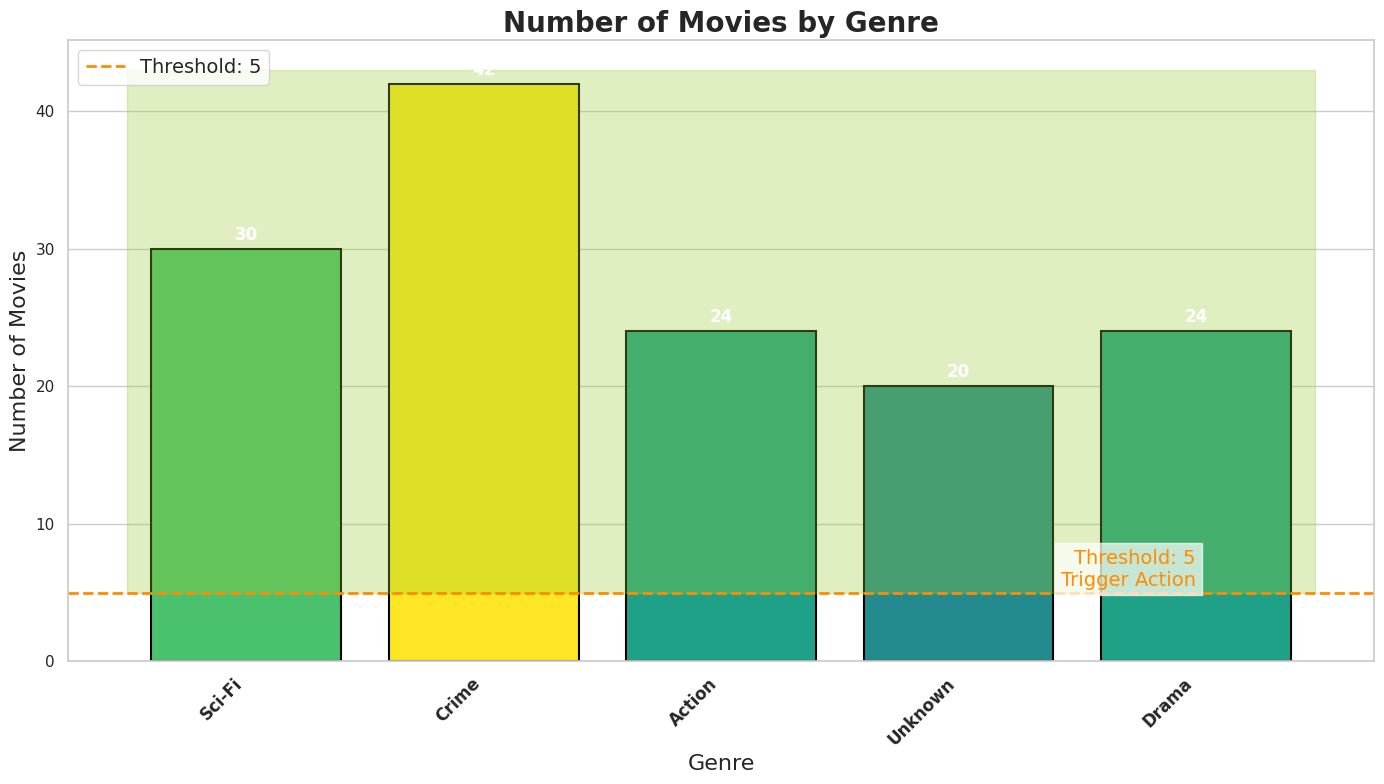 Number of Movies by Genre
Threshold: 5
42
40
30
24
24
30
20
20
10
Threshold: 5
Trigger Action
0
Number of Movies
Sci-Fi
Crime
Action
Unknown
Drama
Genre